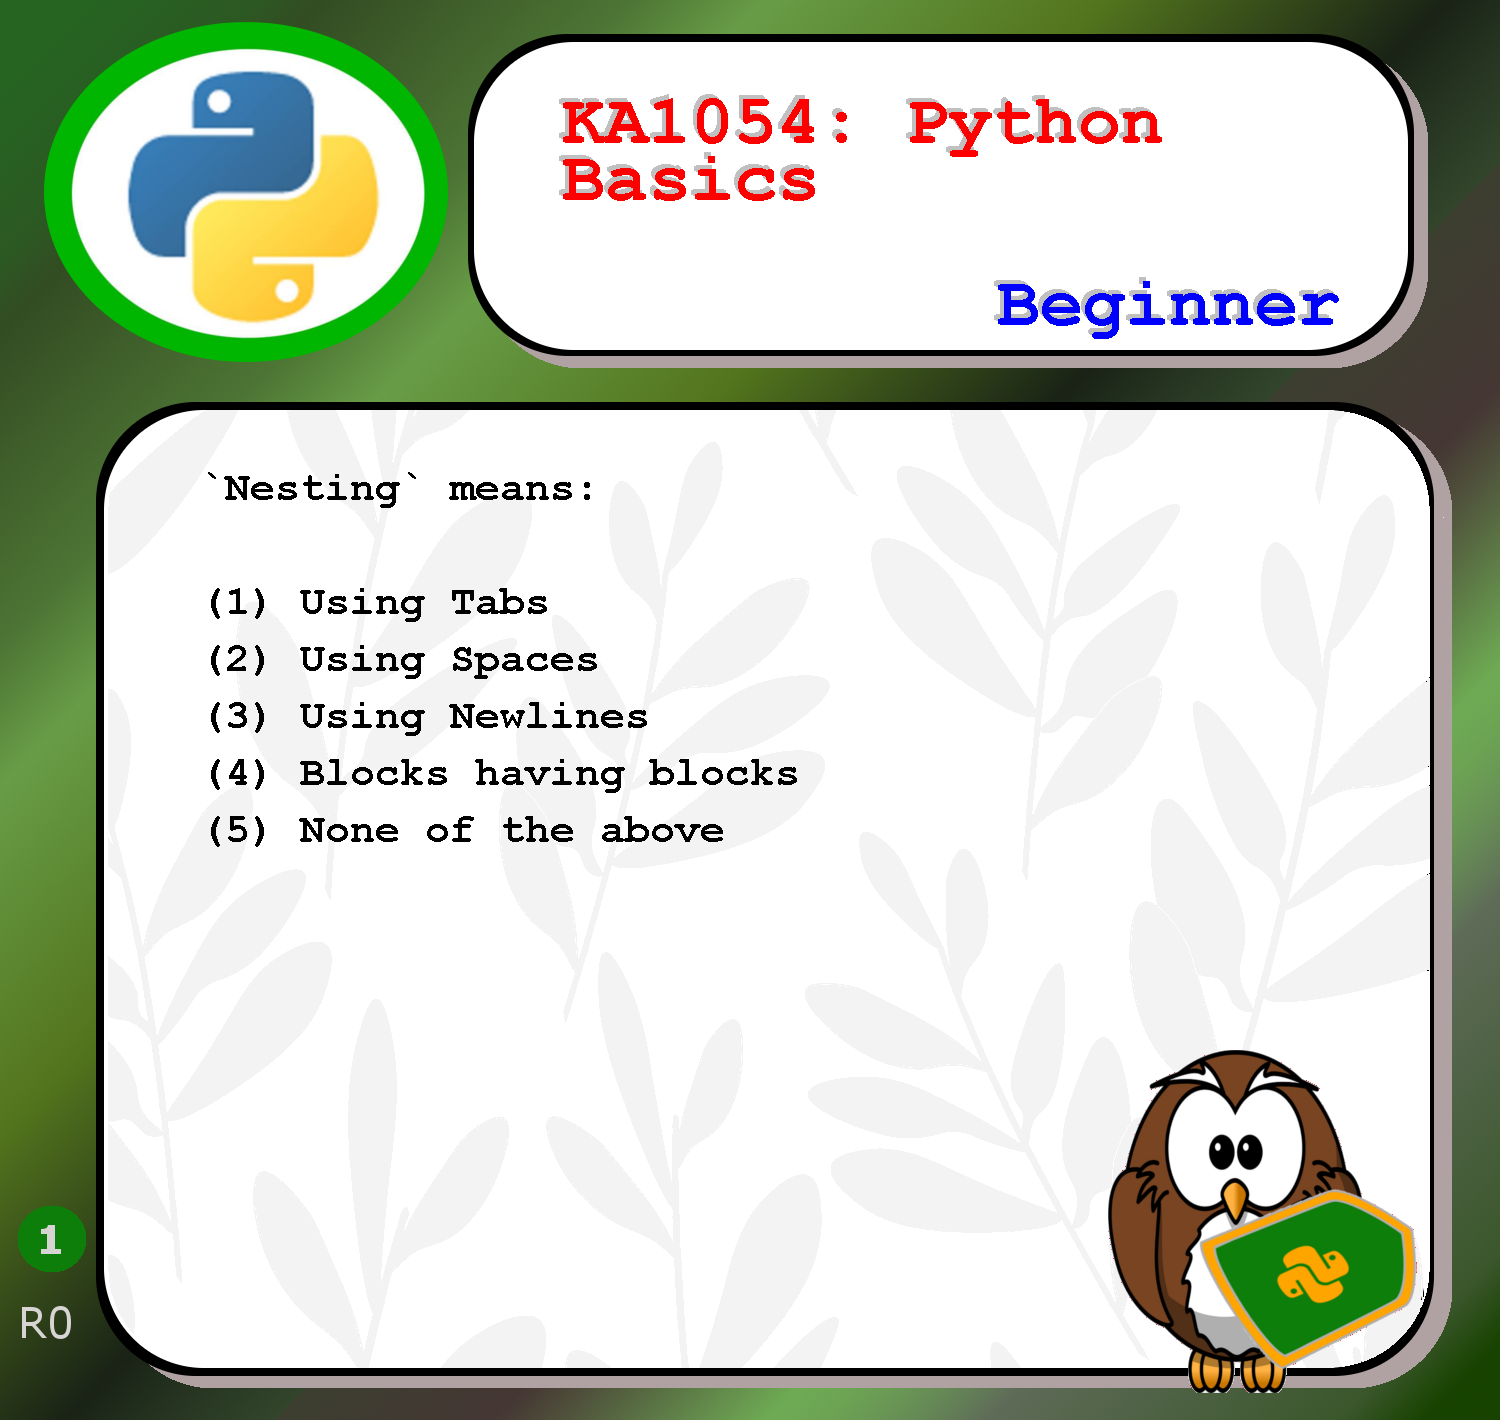 KA1054: Python
Basics
Beginner
`Nesting` means:
(1) Using Tabs
(2) Using Spaces
(3) Using Newlines
(4) Blocks having blocks
(5) None of the above
1
R0